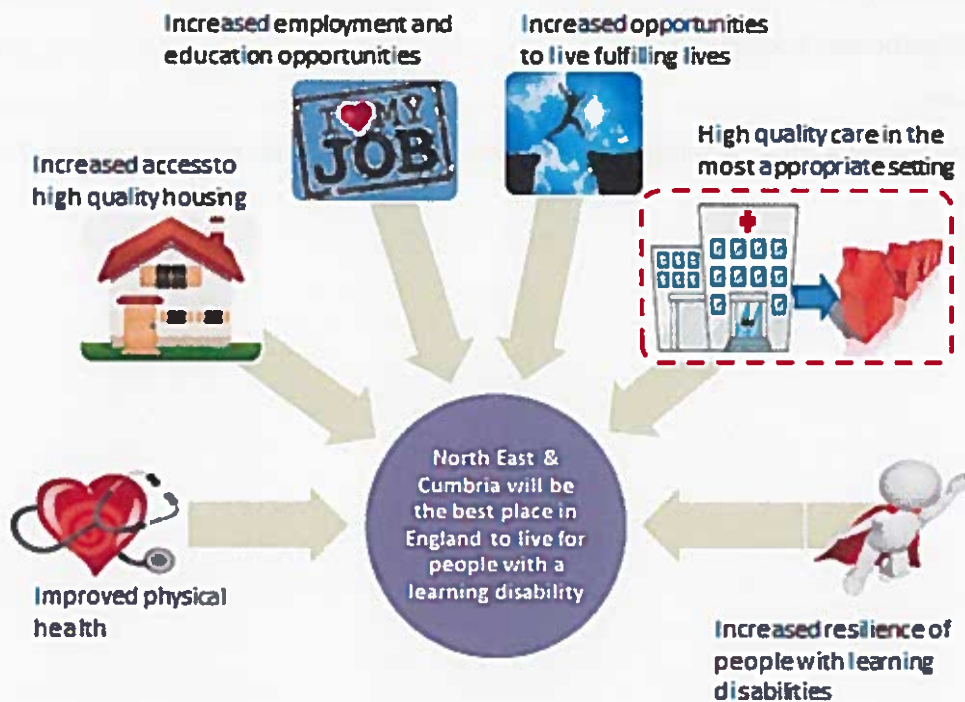 Increased employment and
education opportunities
Increased opportunities
to live fulfilling lives
I MY
JOB
High quality care in the
most appropriate setting
Increased access to
high quality housing
North East &
Cumbria will be
the best place in
England to live for
people with a
learning disability
Improved physical
health
Increased resilience of
people with learning
disabilities